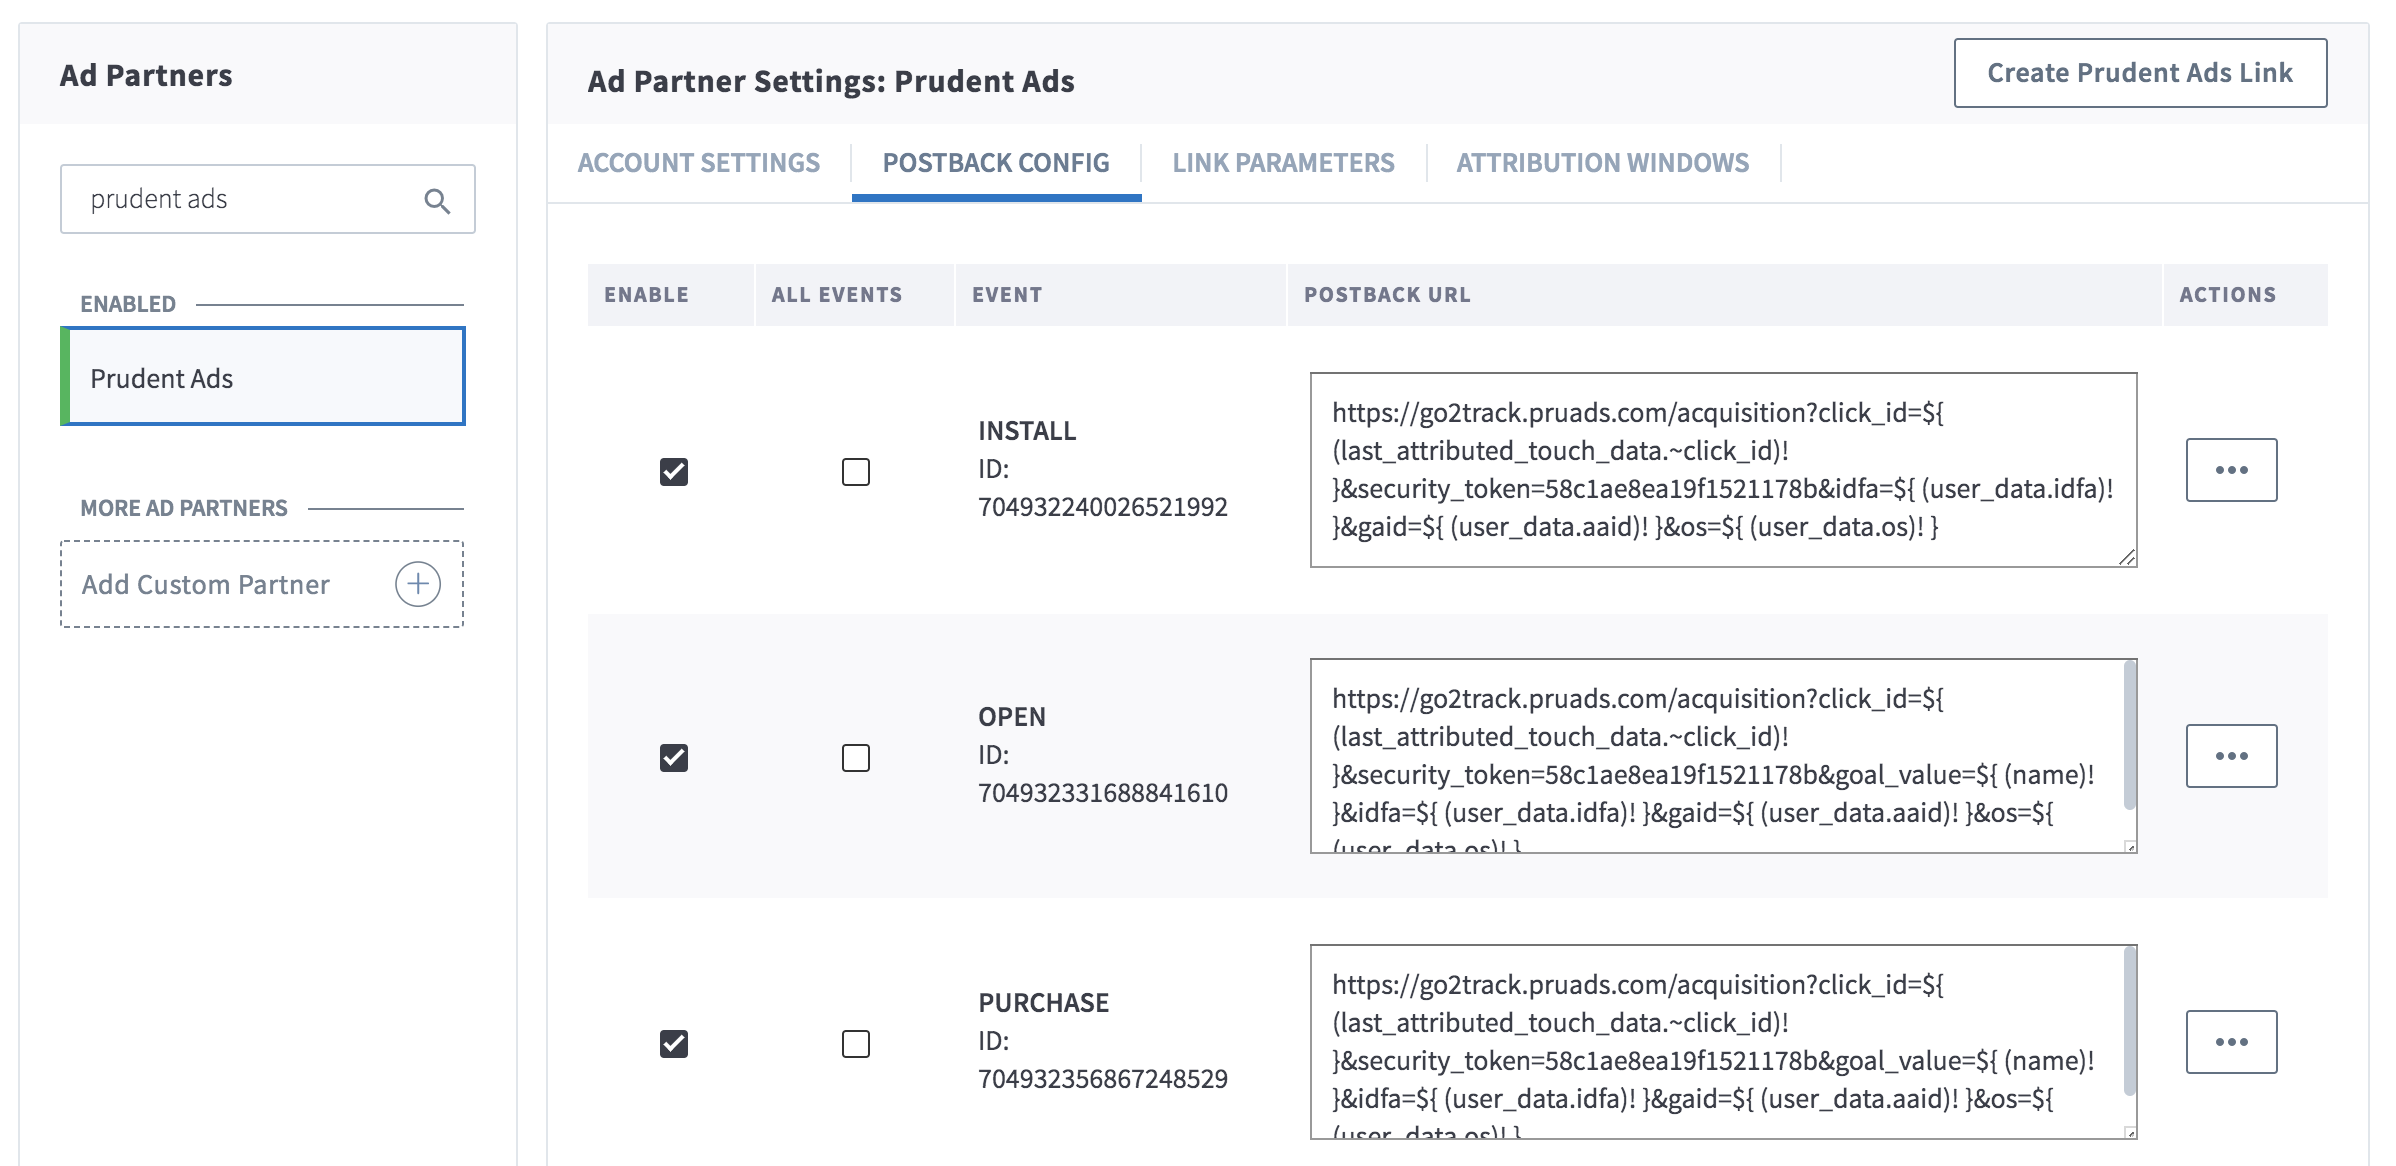 Ad Partners
prudent ads
ENABLED
Prudent Ads
MORE AD PARTNERS
Add Custom Partner
Ad Partner Settings: Prudent Ads
Create Prudent Ads Link
ACCOUNT SETTINGS
POSTBACK CONFIG
LINK PARAMETERS
ATTRIBUTION WINDOWS
ENABLE
ALL EVENTS
EVENT
POSTBACK URL
ACTIONS
INSTALL
ID:
704932240026521992
https://go2track.pruads.com/acquisition?click_id=${
(last_attributed_touch_data.~click_id)!
}&security_token=58c1ae8ea19f1521178b&idfa=${ (user_data.idfa)!
}&gaid=${ (user_data.aaid)! }&os=${ (user_data.os)! }
OPEN
ID:
704932331688841610
https://go2track.pruads.com/acquisition?click_id=${
(last_attributed_touch_data.~click_id)!
}&security_token=58c1ae8ea19f1521178b&goal_value=${ (name)!
}&idfa=${ (user_data.idfa)! }&gaid=${ (user_data.aaid)! }&os=${
(user_data.os)! }
PURCHASE
ID:
704932356867248529
https://go2track.pruads.com/acquisition?click_id=${
(last_attributed_touch_data.~click_id)!
}&security_token=58c1ae8ea19f1521178b&goal_value=${ (name)!
}&idfa=${ (user_data.idfa)! }&gaid=${ (user_data.aaid)! }&os=${
(user_data.os)! }